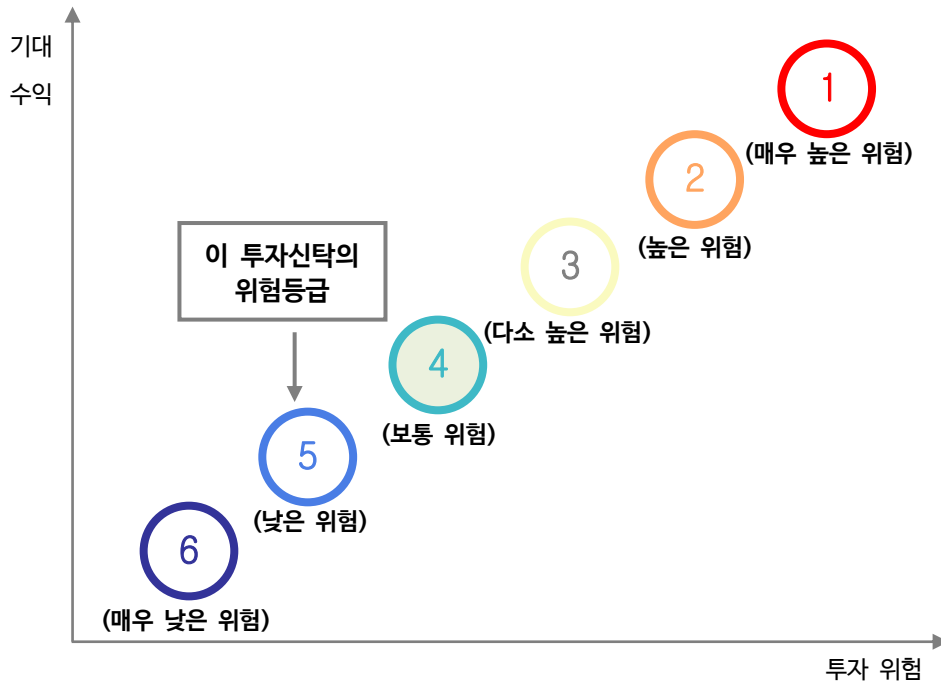 기대
수익
1
(매우 높은 위험)
2
(높은 위험)
이 투자신탁의
위험등급
3
(다소 높은 위험)
4
(보통 위험)
5
(낮은 위험)
6
(매우 낮은 위험)
투자 위험